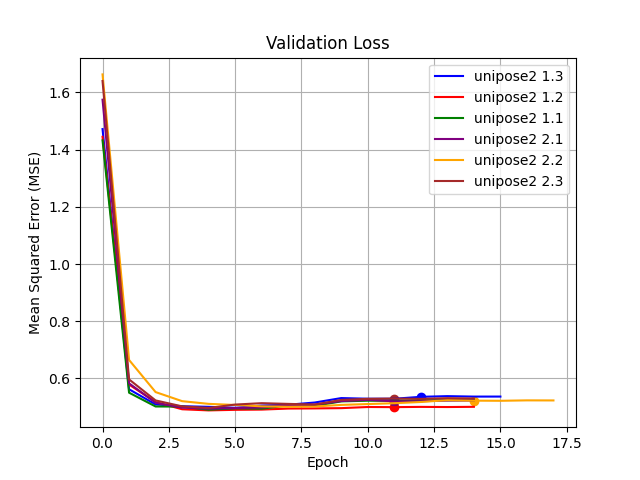 Validation Loss
unipose2 1.3
unipose2 1.2
unipose2 1.1
unipose2 2.1
unipose2 2.2
unipose2 2.3
Mean Squared Error (MSE)
1.6
1.4
1.2
1.0
0.8
0.6
0.0 2.5 5.0 7.5 10.0 12.5 15.0 17.5
Epoch